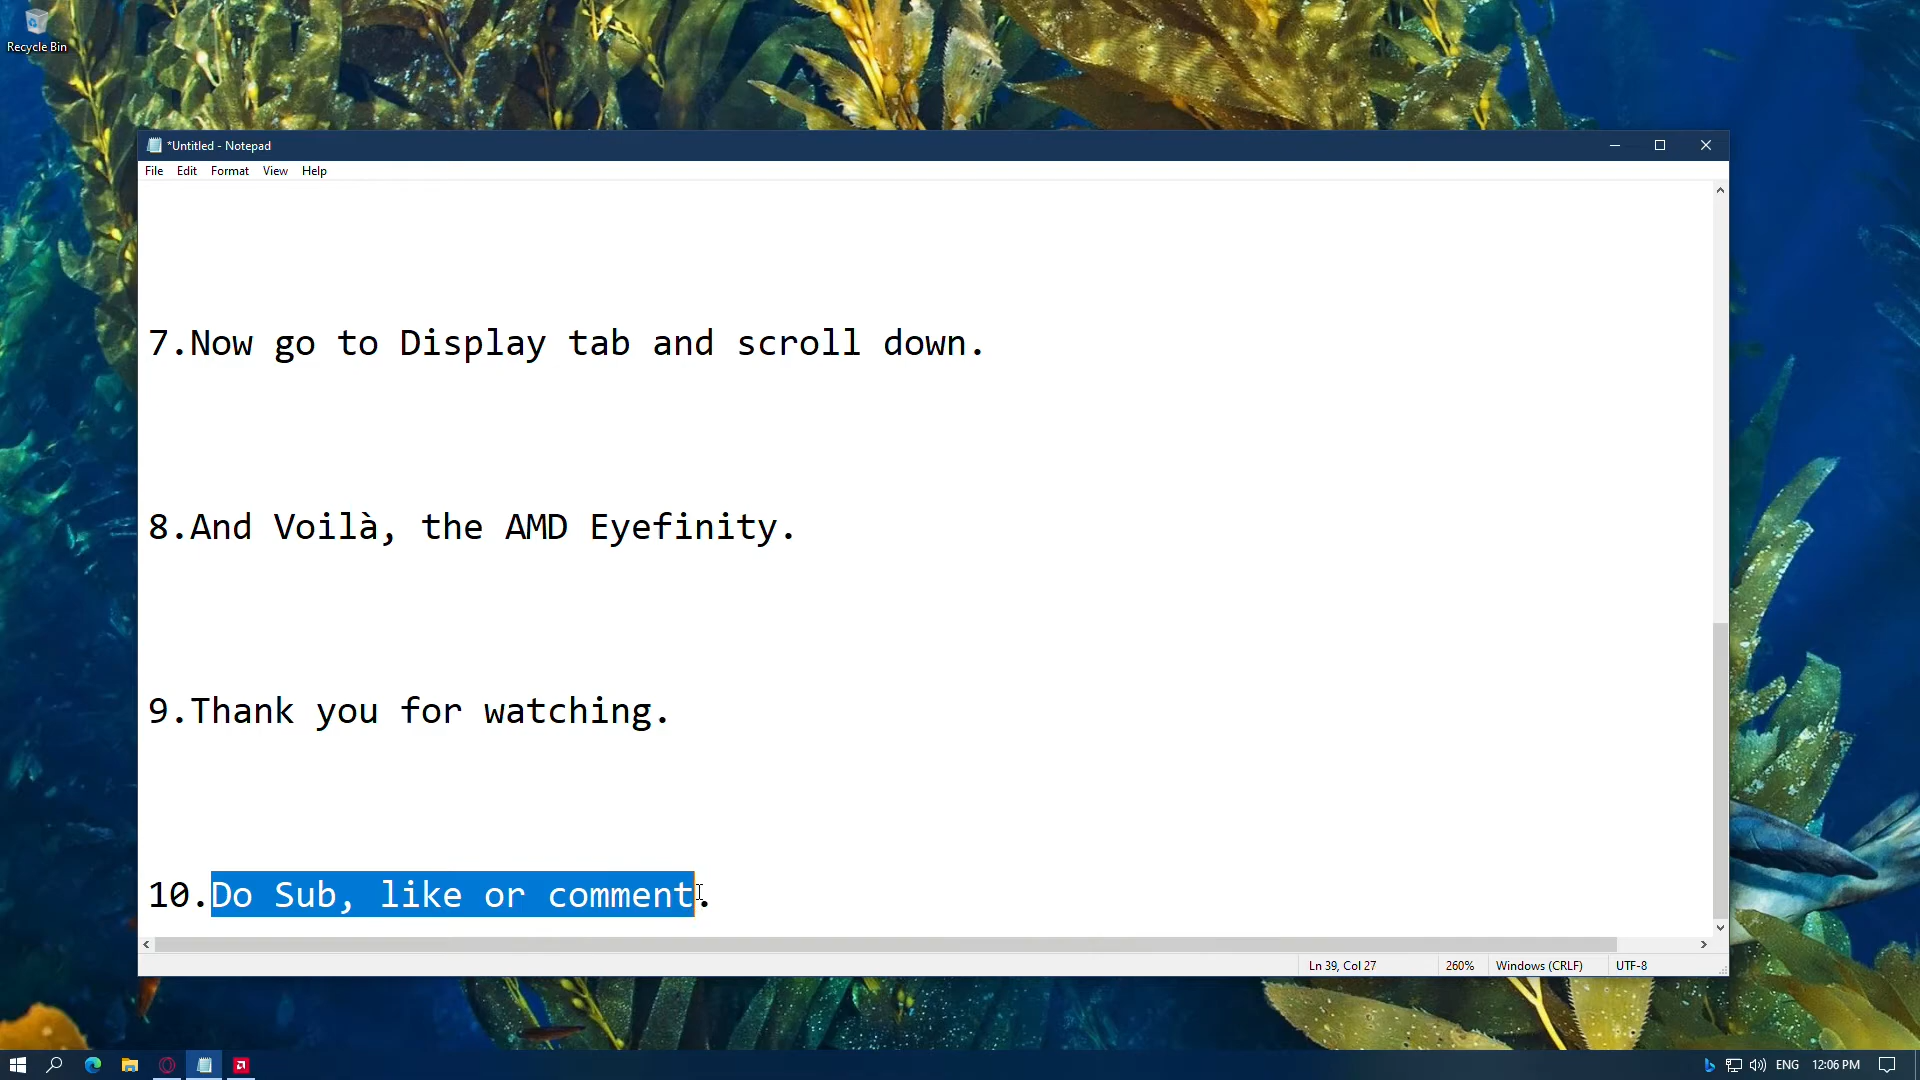 Recycle Bin
*Untitled - Notepad
File Edit Format View Help
7.Now go to Display tab and scroll down.
8.And Voilà, the AMD Eyefinity.
9.Thank you for watching.
10.Do Sub, like or comment.
Ln 39, Col 27 260% Windows (CRLF) UTF-8
ENG 12:06 PM